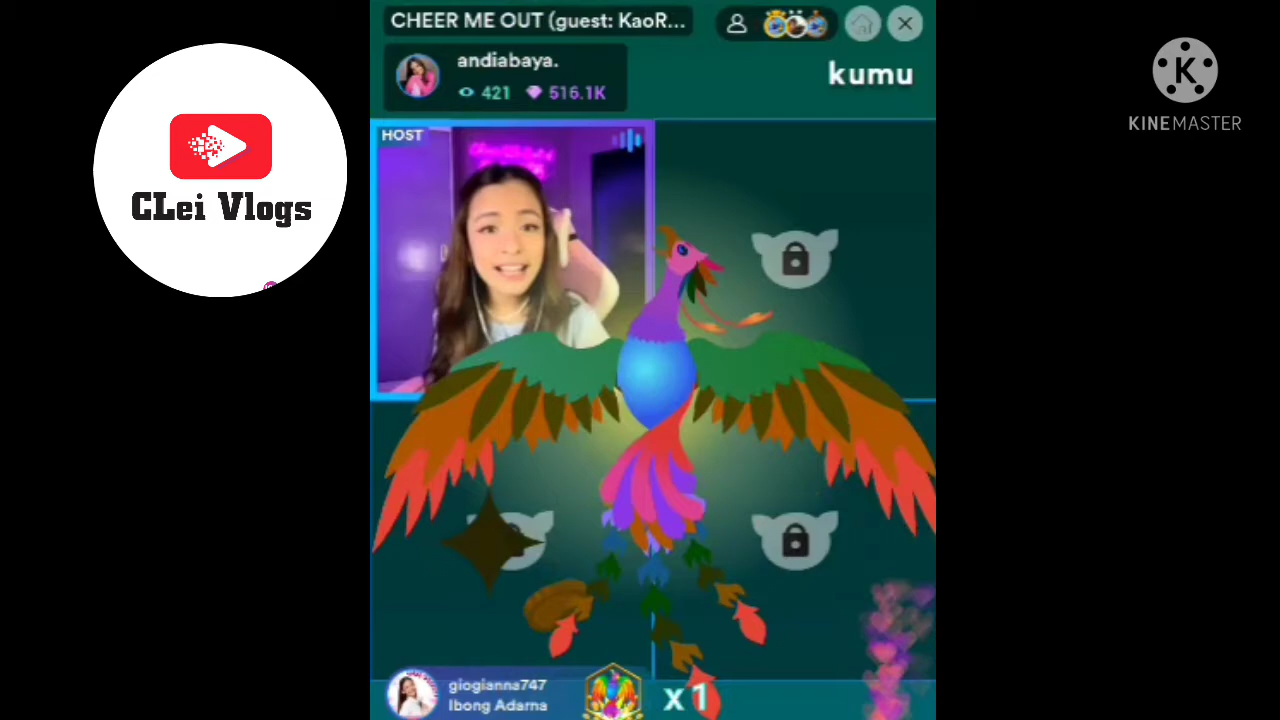 CHEER ME OUT (guest: KaoR...
andiabaya.
421 516.1K
kumu
HOST
CLei Vlogs
K
KINEMASTER
giogianna747
Ibong Adarna
x1